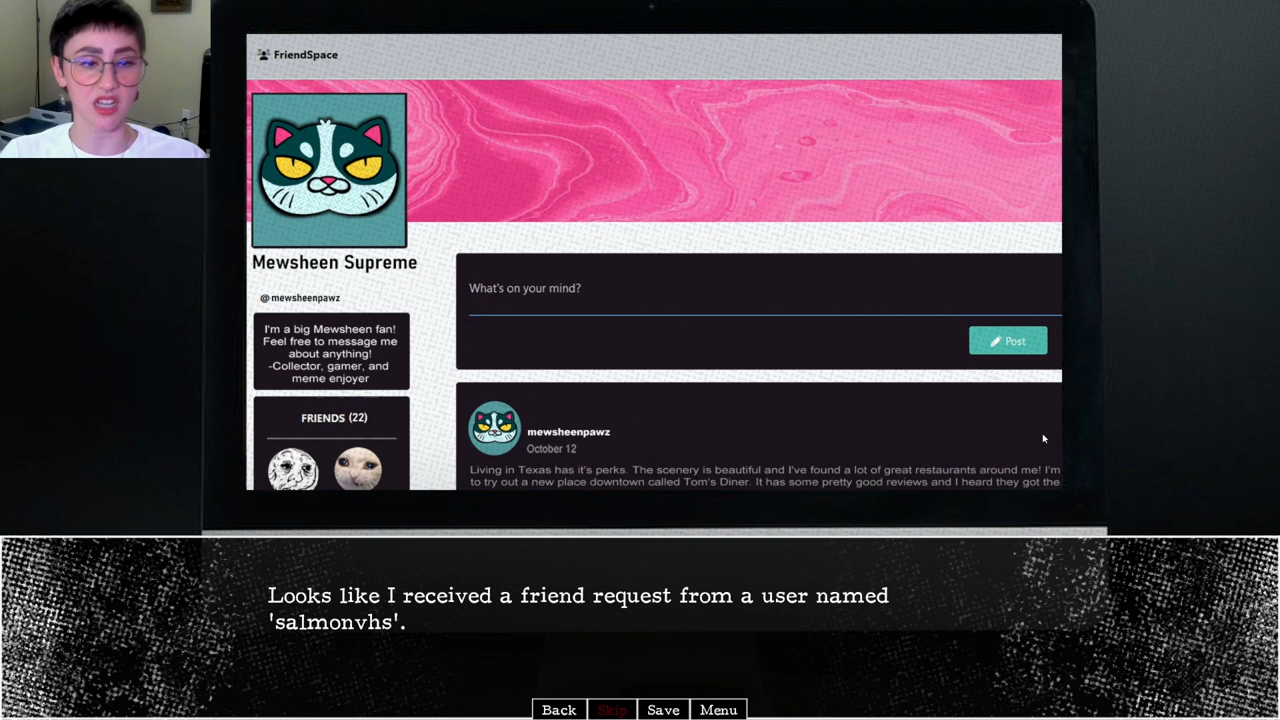 FriendSpace
Mewsheen Supreme
@mewsheenpawz
I'm a big Mewsheen fan!
Feel free to message me
about anything!
-Collector, gamer, and
meme enjoyer
FRIENDS (22)
What's on your mind?
Post
mewsheenpawz
October 12
Living in Texas has it's perks. The scenery is beautiful and I've found a lot of great restaurants around me! I'm
to try out a new place downtown called Tom's Diner. It has some pretty good reviews and I heard they got the
Looks like I received a friend request from a user named
'salmonvhs'.
Back
Skip
Save
Menu